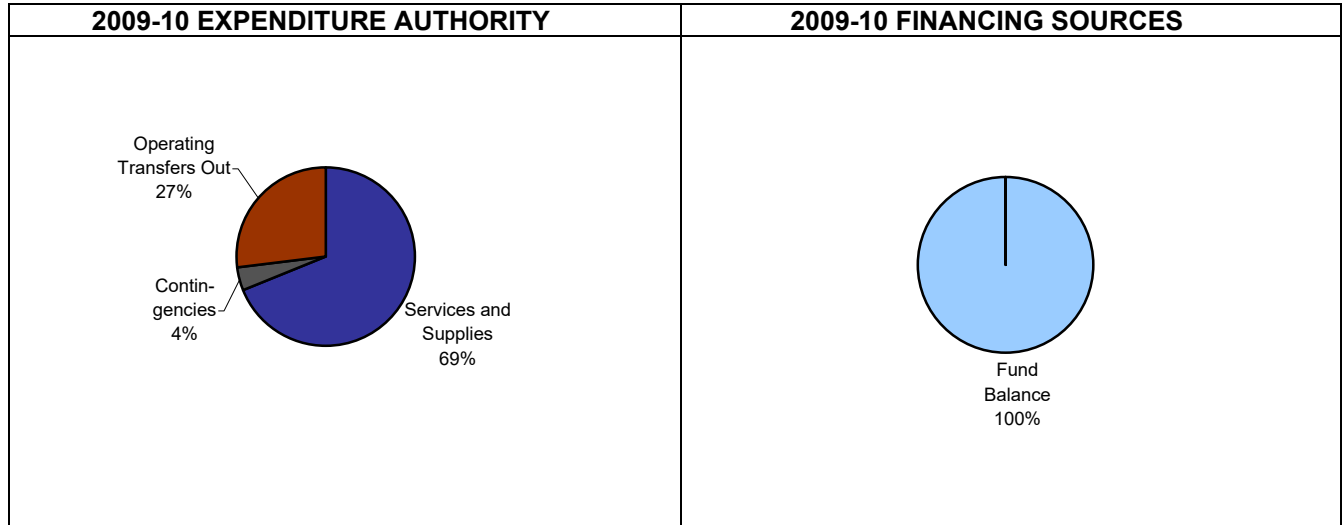 2009-10 EXPENDITURE AUTHORITY
Operating
Transfers Out
27%
Contin-
gencies
4%
Services and
Supplies
69%
2009-10 FINANCING SOURCES
Fund
Balance
100%